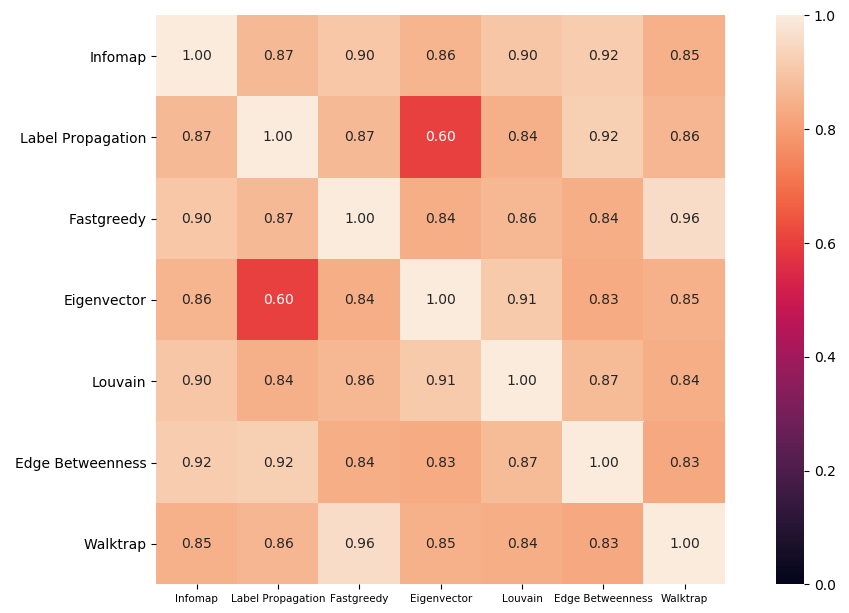 Infomap 1.00 0.87 0.90 0.86 0.90 0.92 0.85
Label Propagation 0.87 1.00 0.87 0.60 0.84 0.92 0.86
Fastgreedy 0.90 0.87 1.00 0.84 0.86 0.84 0.96
Eigenvector 0.86 0.60 0.84 1.00 0.91 0.83 0.85
Louvain 0.90 0.84 0.86 0.91 1.00 0.87 0.84
Edge Betweenness 0.92 0.92 0.84 0.83 0.87 1.00 0.83
Walktrap 0.85 0.86 0.96 0.85 0.84 0.83 1.00
Infomap Label Propagation Fastgreedy Eigenvector Louvain Edge Betweenness Walktrap
1.0
0.8
0.6
0.4
0.2
0.0